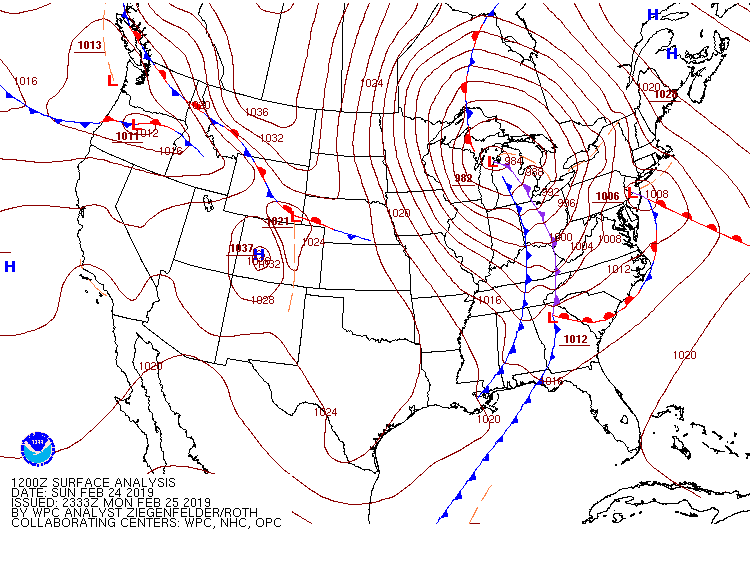 H
H
1013
1016
L
1024
1020
1028
1020
1036
L
1012
1011
1032
1016
L
984
988
982
992
996
1006
L
1008
1020
L
1021
1024
1037
H
1032
1028
H
1000
1004
1008
1012
1016
L
1012
1020
1020
1016
1024
1020
1200Z SURFACE ANALYSIS
DATE: SUN FEB 24 2019
ISSUED: 2333Z MON FEB 25 2019
BY WPC ANALYST ZIEGENFELDER/ROTH
COLLABORATING CENTERS: WPC, NHC, OPC